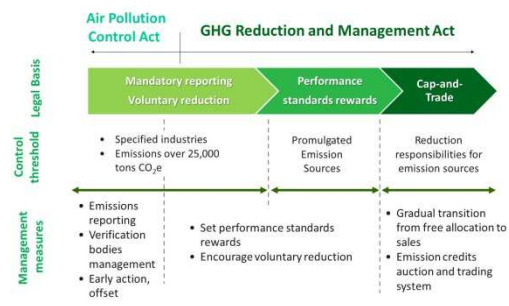 Air Pollution
Control Act
GHG Reduction and Management Act
Legal Basis
Mandatory reporting
Voluntary reduction
Performance
standards rewards
Cap-and-
Trade
Control
threshold
• Specified industries
• Emissions over 25,000
tons CO₂e
Promulgated
Emission
Sources
Reduction
responsibilities for
emission sources
Management
measures
• Emissions
reporting
• Verification
bodies
management
• Early action,
offset
• Set performance standards
rewards
• Encourage voluntary reduction
• Gradual transition
from free allocation to
sales
• Emission credits
auction and trading
system